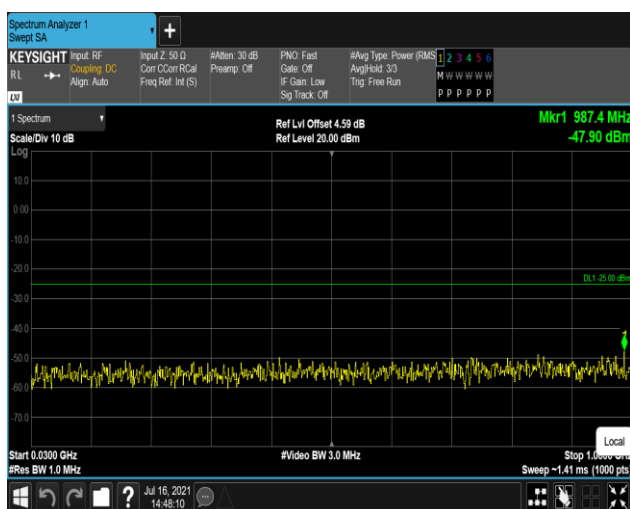 Spectrum Analyzer 1
Swept SA
+
KEYSIGHT Input: RF Input Z: 50 Ω #Atten: 30 dB PNO: Fast #Avg Type: Power (RMS 1 2 3 4 5 6
RL Coupling: DC Corr CCorr RCal Preamp: Off Gate: Off Avg|Hold: 3/3 M W W W W W
Align: Auto Freq Ref: Int (S) IF Gain: Low Trig: Free Run
LXI Sig Track: Off P P P P P P
1 Spectrum Ref Lvl Offset 4.59 dB Mkr1 987.4 MHz
Scale/Div 10 dB Ref Level 20.00 dBm -47.90 dBm
Log
10.0
0.00
-10.0
-20.0
DL1 -25.00 dBm
-30.0
-40.0
1
-50.0
-60.0
-70.0
Local
Start 0.0300 GHz #Video BW 3.0 MHz Stop
#Res BW 1.0 MHz Sweep ~1.41 ms (1000 pts)
? Jul 16, 2021
14:48:10